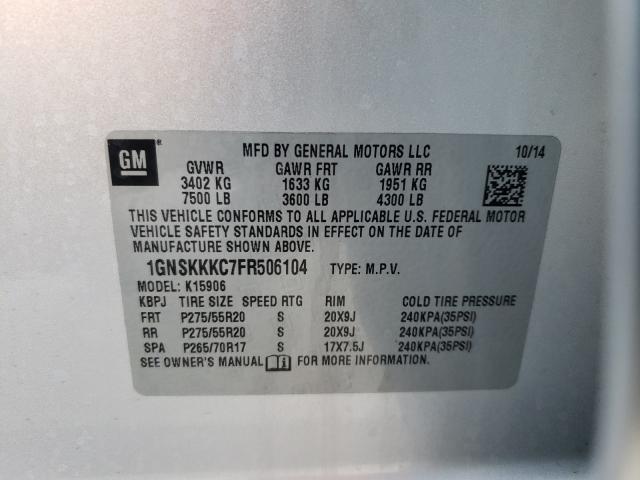 GM
MFD BY GENERAL MOTORS LLC 10/14
GVWR GAWR FRT GAWR RR
3402 KG 1633 KG 1951 KG
7500 LB 3600 LB 4300 LB
THIS VEHICLE CONFORMS TO ALL APPLICABLE U.S. FEDERAL MOTOR
VEHICLE SAFETY STANDARDS IN EFFECT ON THE DATE OF
MANUFACTURE SHOWN ABOVE.
1GNSKKKC7FR506104 TYPE: M.P.V.
MODEL: K15906
KBPJ TIRE SIZE SPEED RTG RIM COLD TIRE PRESSURE
FRT P275/55R20 S 20X9J 240KPA(35PSI)
RR P275/55R20 S 20X9J 240KPA(35PSI)
SPA P265/70R17 S 17X7.5J 240KPA(35PSI)
SEE OWNER'S MANUAL FOR MORE INFORMATION.